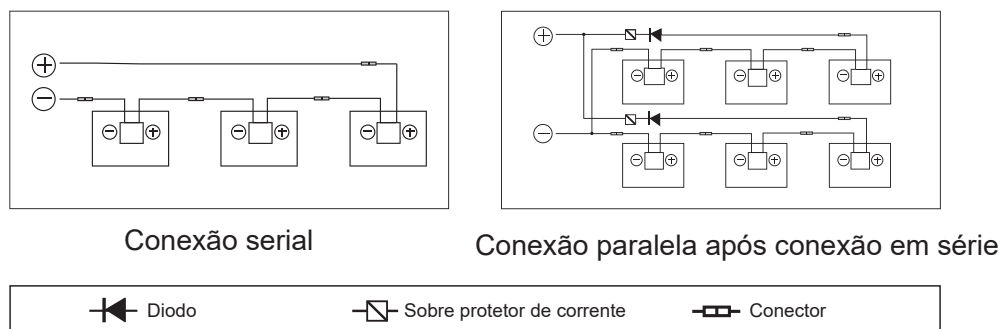 Conexão serial
Conexão paralela após conexão em série
Diodo
Sobre protetor de corrente
Conector